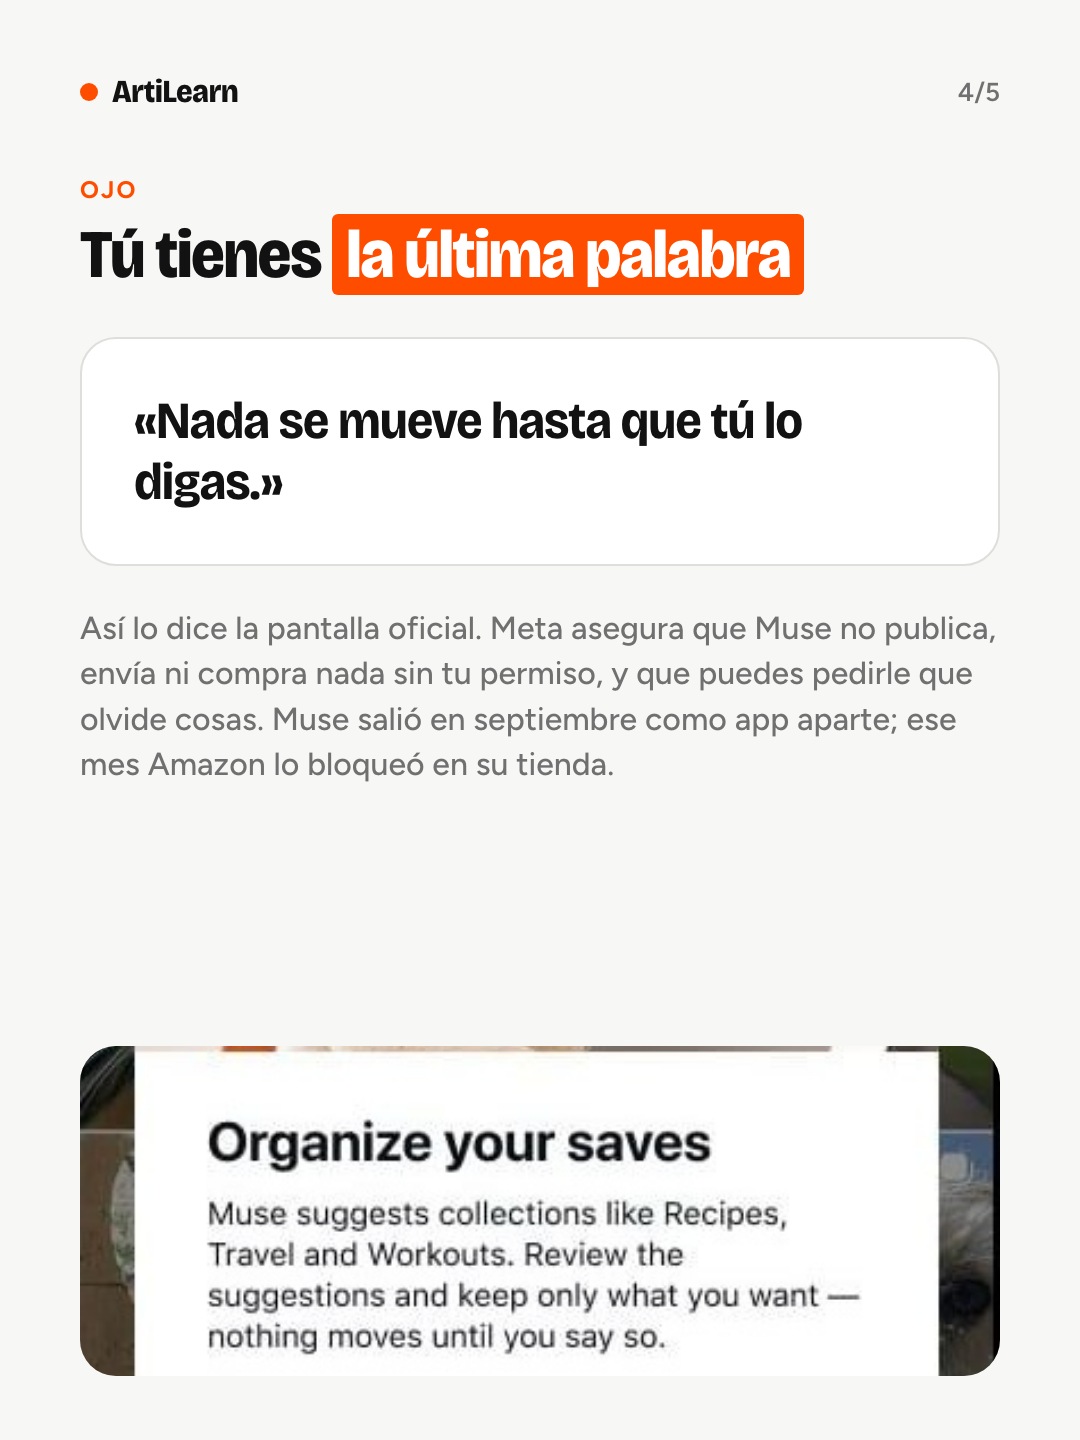 ArtiLearn
4/5
OJO
Tú tienes la última palabra
«Nada se mueve hasta que tú lo
digas.»
Así lo dice la pantalla oficial. Meta asegura que Muse no publica,
envía ni compra nada sin tu permiso, y que puedes pedirle que
olvide cosas. Muse salió en septiembre como app aparte; ese
mes Amazon lo bloqueó en su tienda.
Organize your saves
Muse suggests collections like Recipes,
Travel and Workouts. Review the
suggestions and keep only what you want —
nothing moves until you say so.